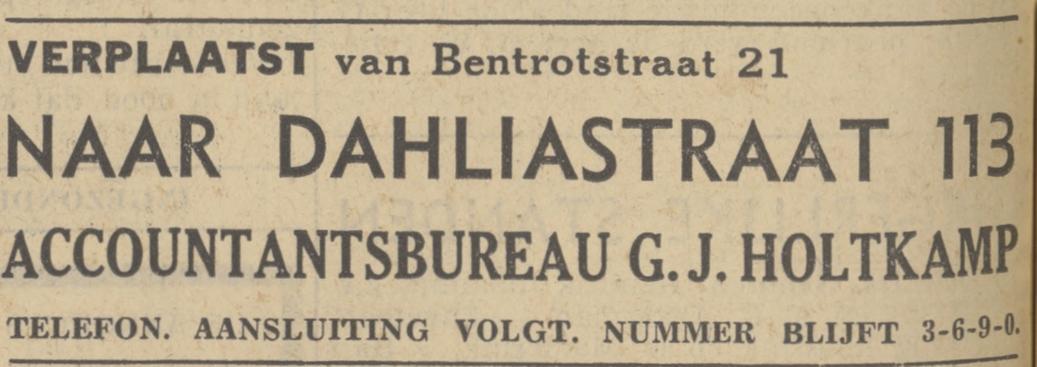 VERPLAATST van Bentrotstraat 21
NAAR DAHLIASTRAAT 113
ACCOUNTANTSBUREAU G. J. HOLTKAMP
TELEFON. AANSLUITING VOLGT. NUMMER BLIJFT 3-6-9-0.